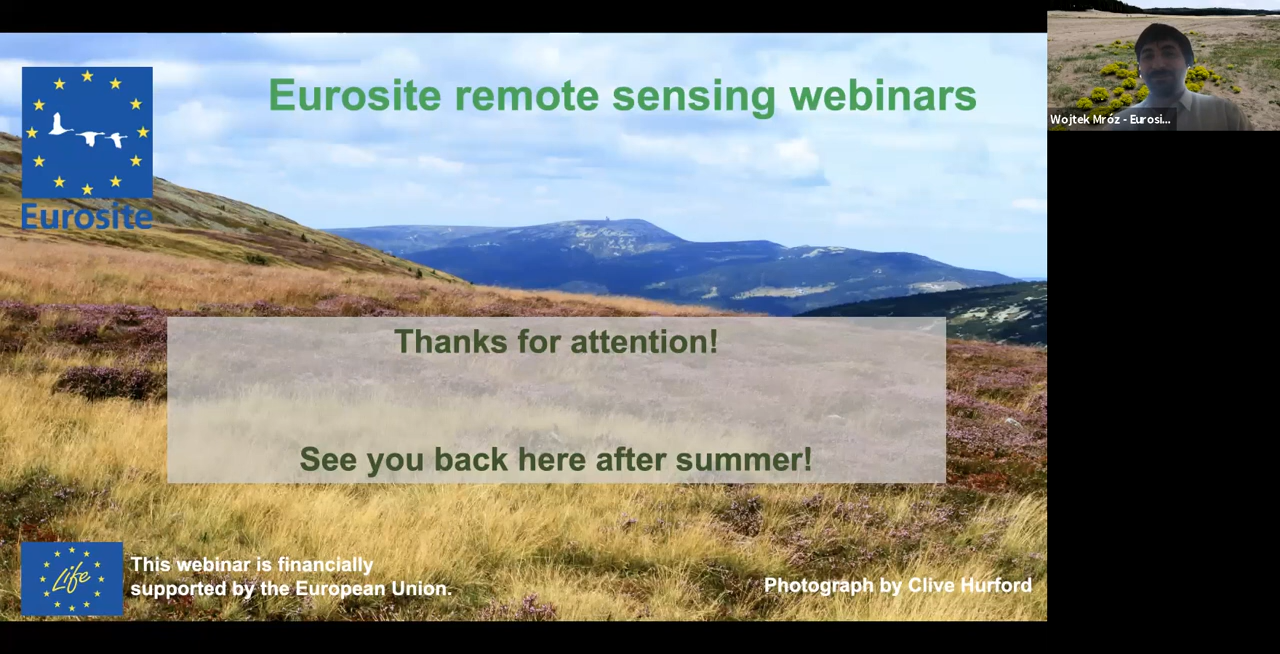 Eurosite remote sensing webinars
Wojtek Mróz - Eurosi...
Eurosite
Thanks for attention!
See you back here after summer!
Life
This webinar is financially
supported by the European Union.
Photograph by Clive Hurford